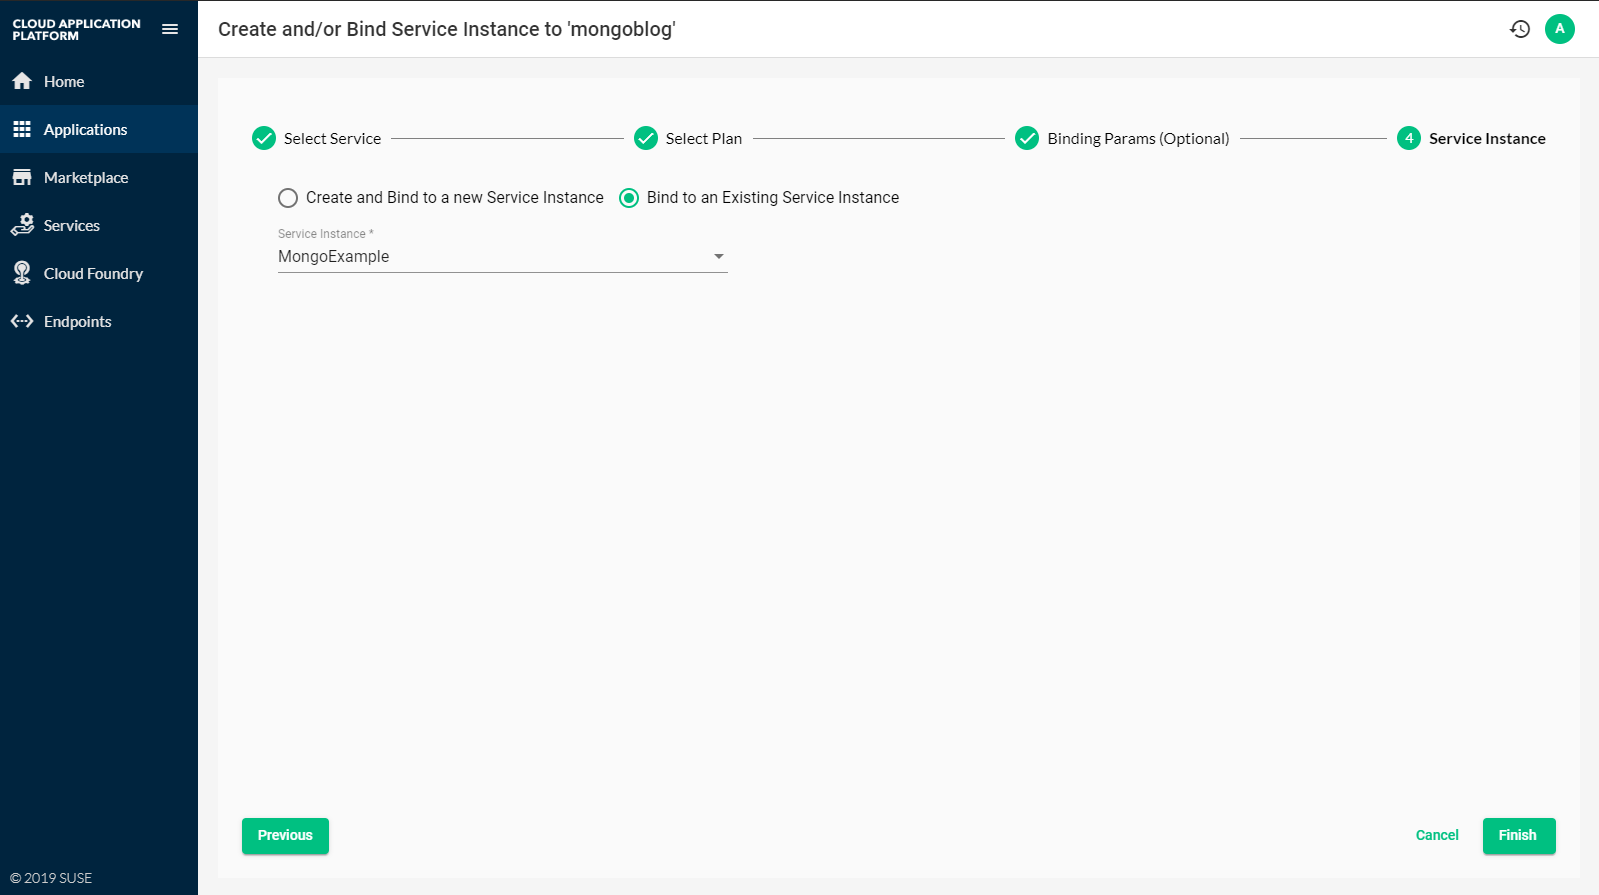 CLOUD APPLICATION
PLATFORM
Create and/or Bind Service Instance to 'mongoblog'
A
Home
Applications
Marketplace
Services
Cloud Foundry
Endpoints
Select Service
Select Plan
Binding Params (Optional)
4 Service Instance
Create and Bind to a new Service Instance
Bind to an Existing Service Instance
Service Instance *
MongoExample
Previous
Cancel
Finish
© 2019 SUSE